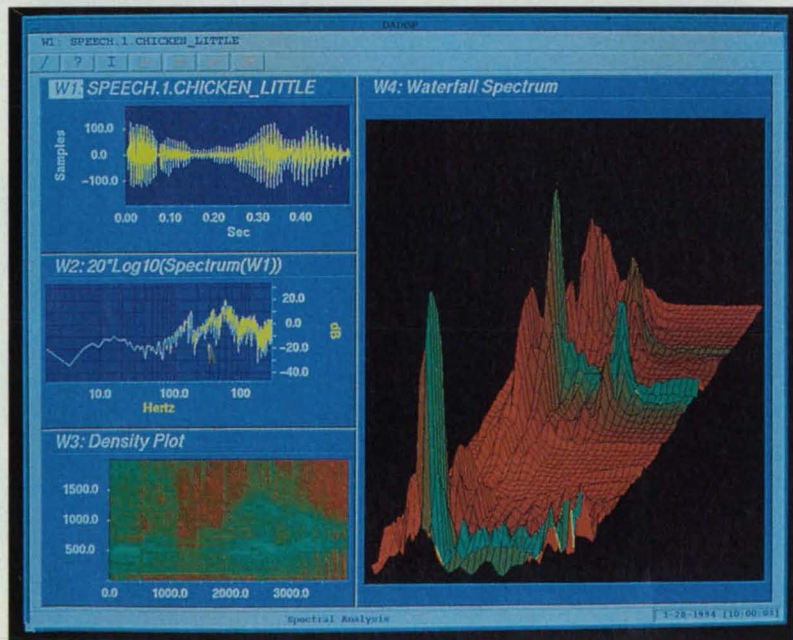 DADiSP
W1: SPEECH.1.CHICKEN_LITTLE
/ ? I
W1: SPEECH.1.CHICKEN_LITTLE
Samples
100.0
0.0
-100.0
0.00 0.10 0.20 0.30 0.40
Sec
W2: 20*Log10(Spectrum(W1))
20.0
0.0
-20.0
-40.0
dB
10.0 100.0 100
Hertz
W3: Density Plot
1500.0
1000.0
500.0
0.0 1000.0 2000.0 3000.0
W4: Waterfall Spectrum
Spectral Analysis
1-28-1994